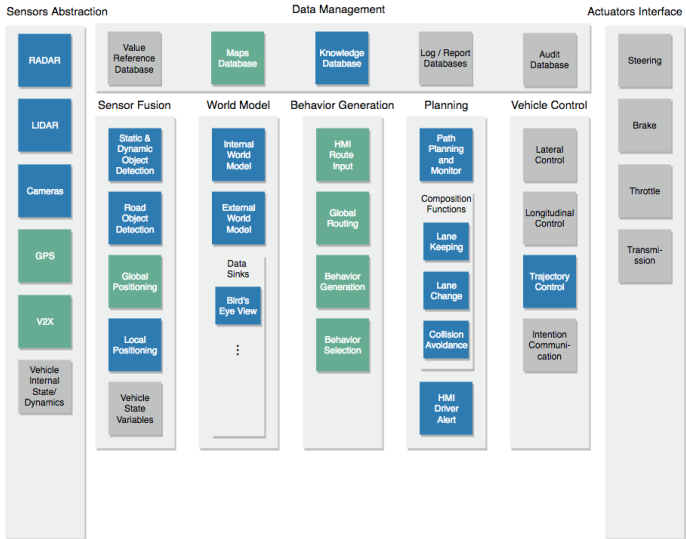 Sensors Abstraction
Data Management
Actuators Interface
RADAR
LIDAR
Cameras
GPS
V2X
Vehicle
Internal
State/
Dynamics
Value
Reference
Database
Maps
Database
Knowledge
Database
Log / Report
Databases
Audit
Database
Sensor Fusion
Static &
Dynamic
Object
Detection
Road
Object
Detection
Global
Positioning
Local
Positioning
Vehicle
State
Variables
World Model
Internal
World
Model
External
World
Model
Data
Sinks
Bird's
Eye View
⋮
Behavior Generation
HMI
Route
Input
Global
Routing
Behavior
Generation
Behavior
Selection
Planning
Path
Planning
and
Monitor
Composition
Functions
Lane
Keeping
Lane
Change
Collision
Avoidance
HMI
Driver
Alert
Vehicle Control
Lateral
Control
Longitudinal
Control
Trajectory
Control
Intention
Communi-
cation
Steering
Brake
Throttle
Transmi-
ssion